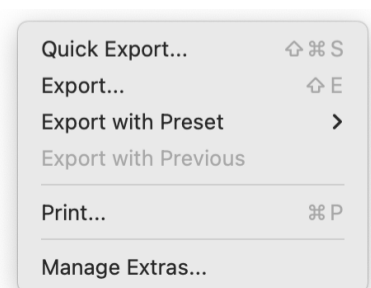 Quick Export... ⇧⌘S
Export... ⇧E
Export with Preset >
Export with Previous
Print... ⌘P
Manage Extras...